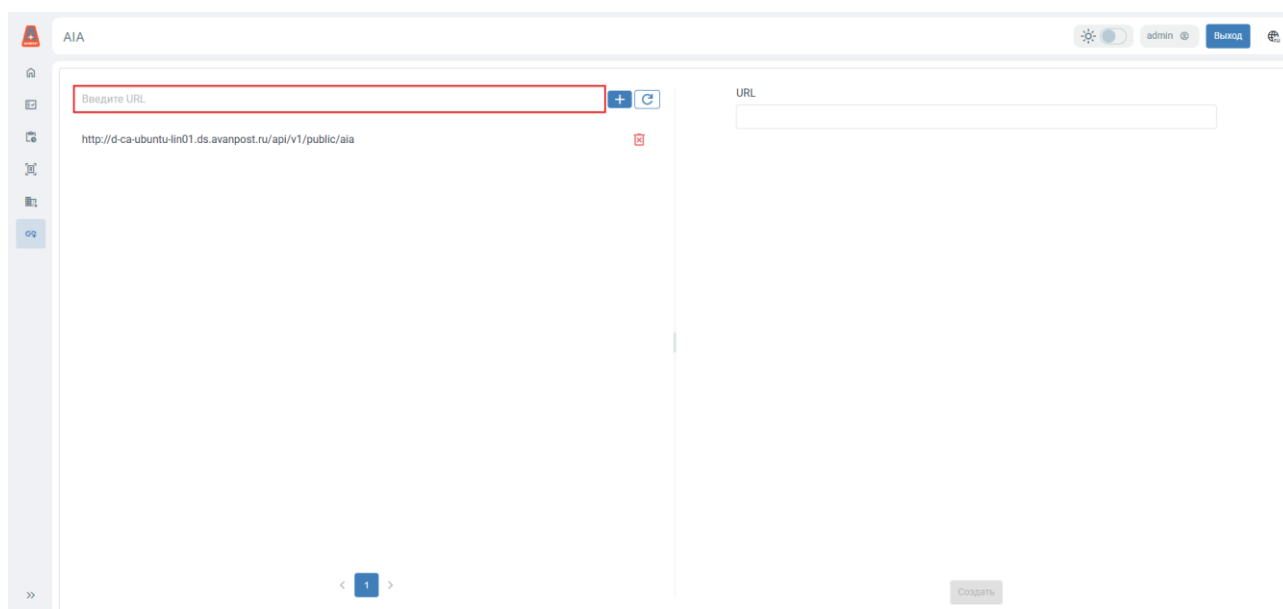 AIA
admin
Выход
Введите URL
http://d-ca-ubuntu-lin01.ds.avanpost.ru/api/v1/public/aia
URL
1
Создать